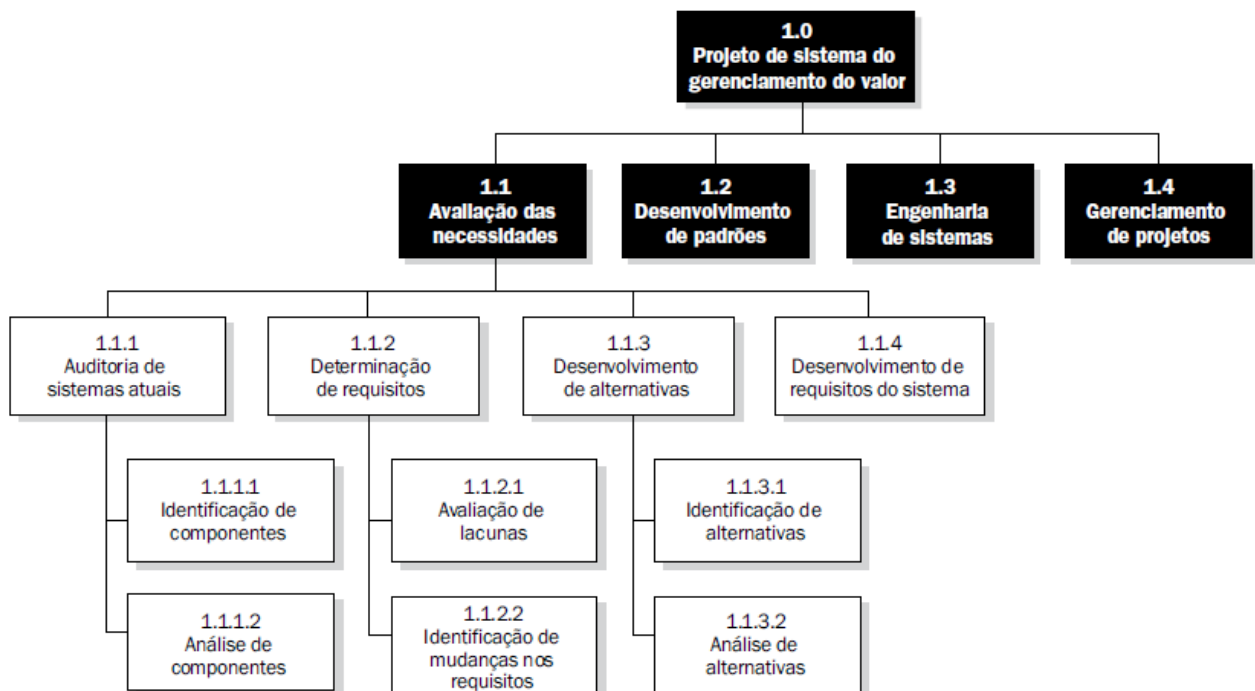 1.0
Projeto de sistema do
gerenciamento do valor
1.1
Avaliação das
necessidades
1.2
Desenvolvimento
de padrões
1.3
Engenharia
de sistemas
1.4
Gerenciamento
de projetos
1.1.1
Auditoria de
sistemas atuais
1.1.2
Determinação
de requisitos
1.1.3
Desenvolvimento
de alternativas
1.1.4
Desenvolvimento de
requisitos do sistema
1.1.1.1
Identificação de
componentes
1.1.2.1
Avaliação de
lacunas
1.1.3.1
Identificação de
alternativas
1.1.1.2
Análise de
componentes
1.1.2.2
Identificação de
mudanças nos
requisitos
1.1.3.2
Análise de
alternativas